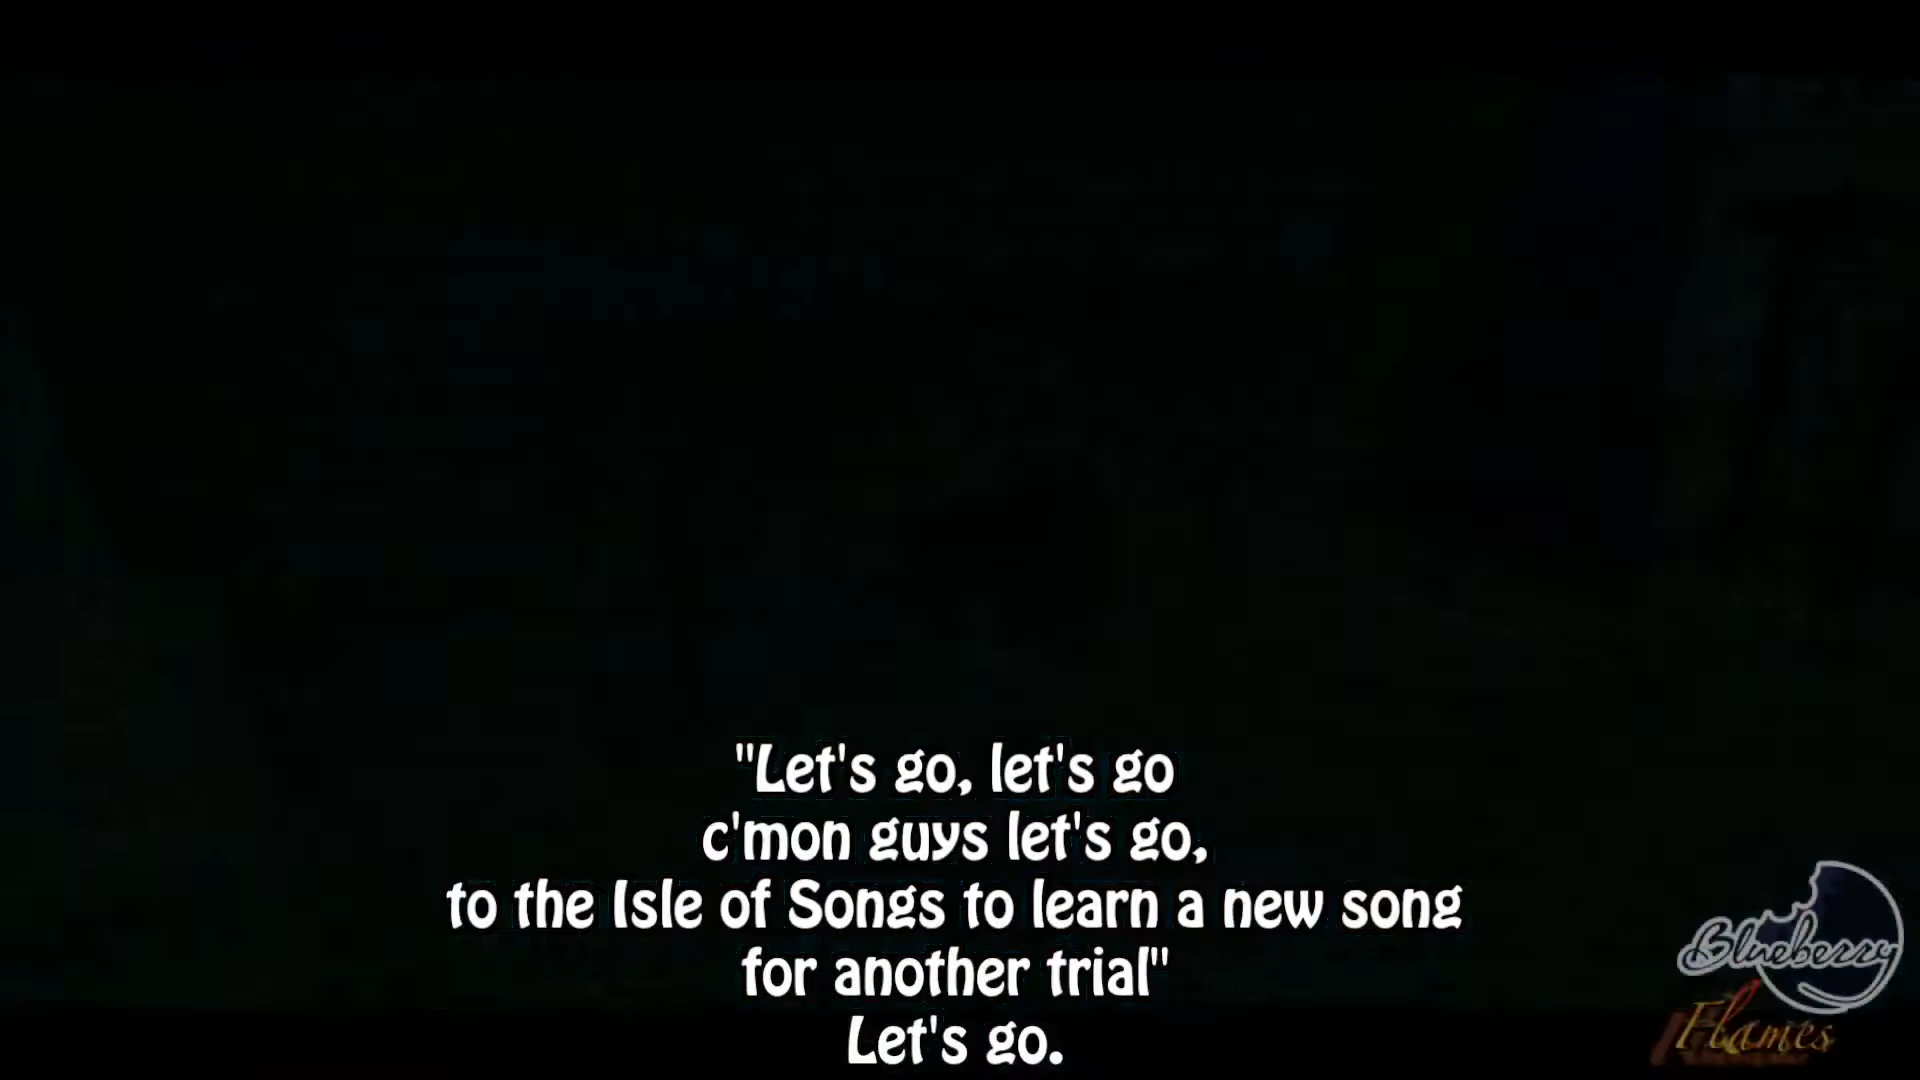 "Let's go, let's go
c'mon guys let's go,
to the Isle of Songs to learn a new song
for another trial"
Let's go.
Blueberry
Flames